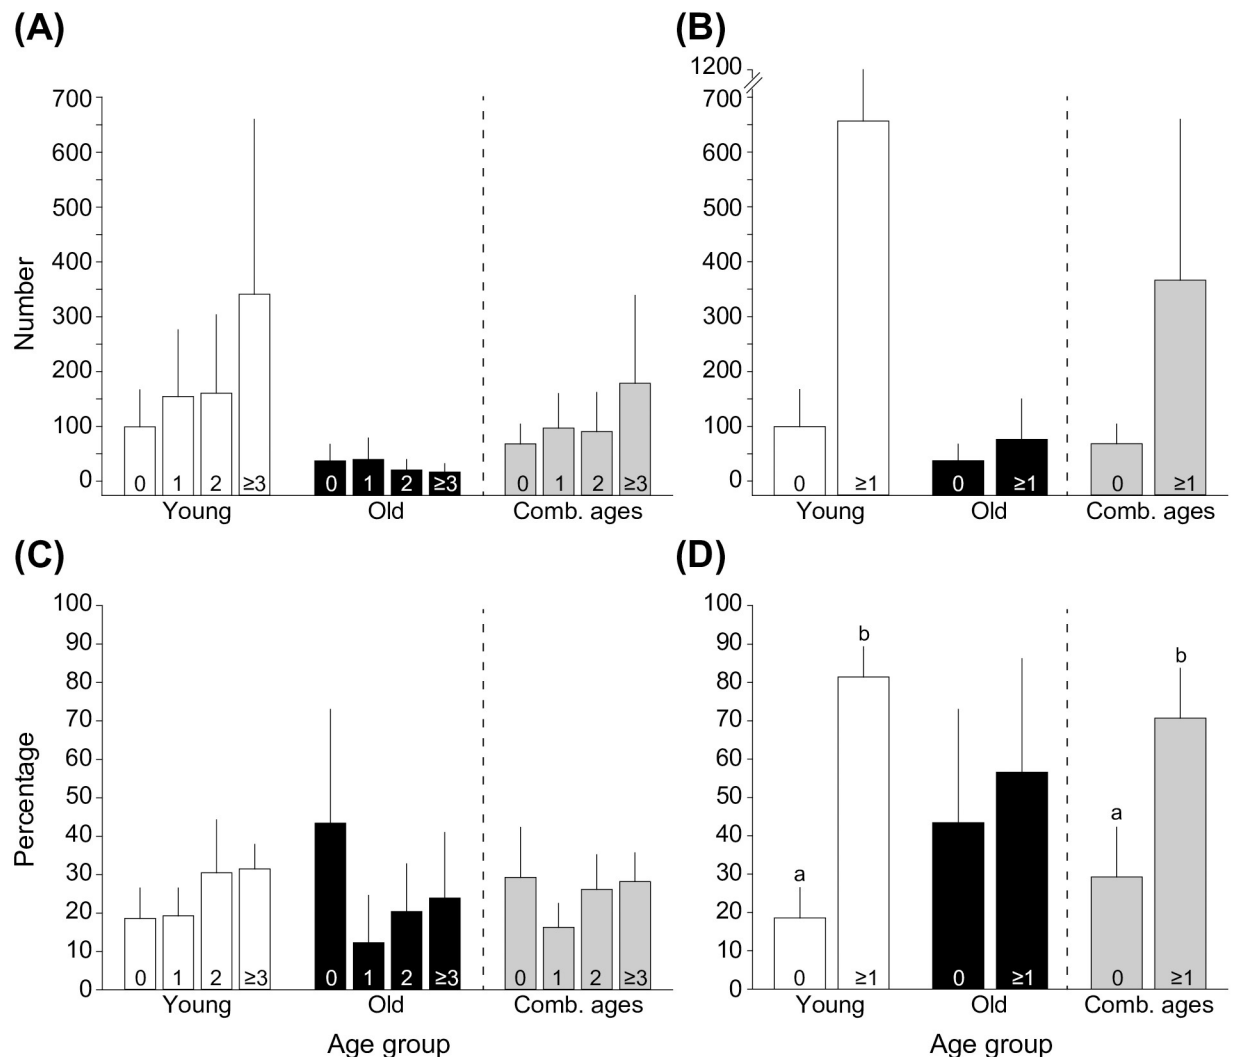 (A)
700
600
500
400
300
200
100
0
Number
0 1 2 ≥3
0 1 2 ≥3
0 1 2 ≥3
Young Old Comb. ages
(B)
1200
700
600
500
400
300
200
100
0
0 ≥1
0 ≥1
0 ≥1
Young Old Comb. ages
(C)
100
90
80
70
60
50
40
30
20
10
0
Percentage
0 1 2 ≥3
0 1 2 ≥3
0 1 2 ≥3
Young Old Comb. ages
Age group
(D)
100
90
80
70
60
50
40
30
20
10
0
a b
a b
0 ≥1
0 ≥1
0 ≥1
Young Old Comb. ages
Age group